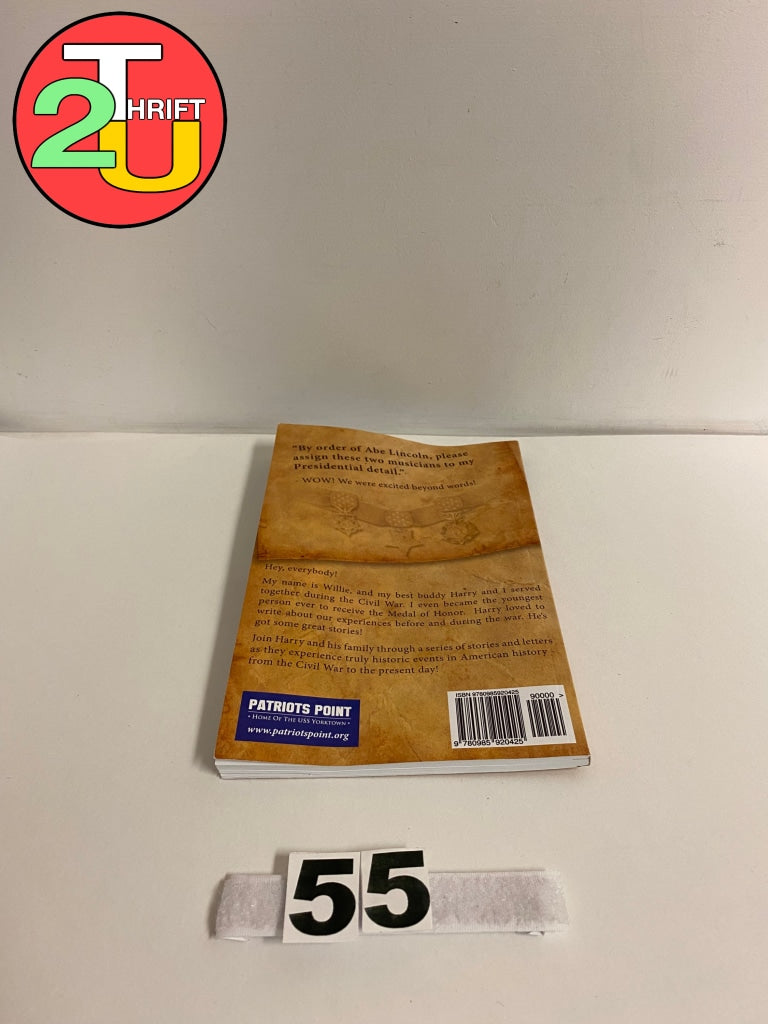 2 THRIFT U
"By order of Abe Lincoln, please
assign these two musicians to my
Presidential detail."
- WOW! We were excited beyond words!
Hey, everybody!
My name is Willie, and my best buddy Harry and I served
together during the Civil War. I even became the youngest
person ever to receive the Medal of Honor. Harry loved to
write about our experiences before and during the war. He's
got some great stories!
Join Harry and his family through a series of stories and letters
as they experience truly historic events in American history -
from the Civil War to the present day!
PATRIOTS POINT
• HOME OF THE USS YORKTOWN •
www.patriotspoint.org
ISBN 9780985920425
90000 >
9 780985 920425
55